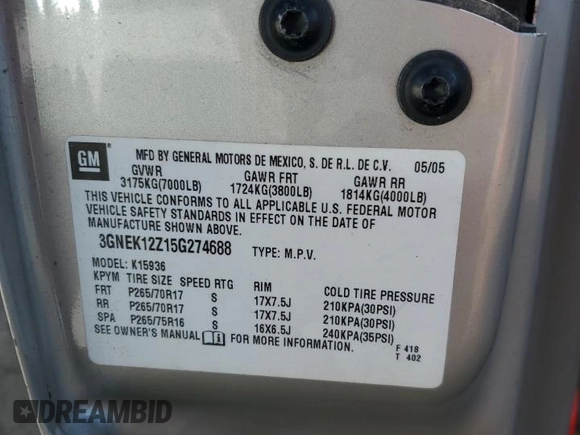 GM
MFD BY GENERAL MOTORS DE MEXICO, S. DE R.L. DE C.V. 05/05
GVWR GAWR FRT GAWR RR
3175KG(7000LB) 1724KG(3800LB) 1814KG(4000LB)
THIS VEHICLE CONFORMS TO ALL APPLICABLE U.S. FEDERAL MOTOR
VEHICLE SAFETY STANDARDS IN EFFECT ON THE DATE OF
MANUFACTURE SHOWN ABOVE.
3GNEK12Z15G274688 TYPE: M.P.V.
MODEL: K15936
KPYM TIRE SIZE SPEED RTG RIM COLD TIRE PRESSURE
FRT P265/70R17 S 17X7.5J 210KPA(30PSI)
RR P265/70R17 S 17X7.5J 210KPA(30PSI)
SPA P265/75R16 S 16X6.5J 240KPA(35PSI)
SEE OWNER'S MANUAL FOR MORE INFORMATION.
F 418
T 402
DREAMBID